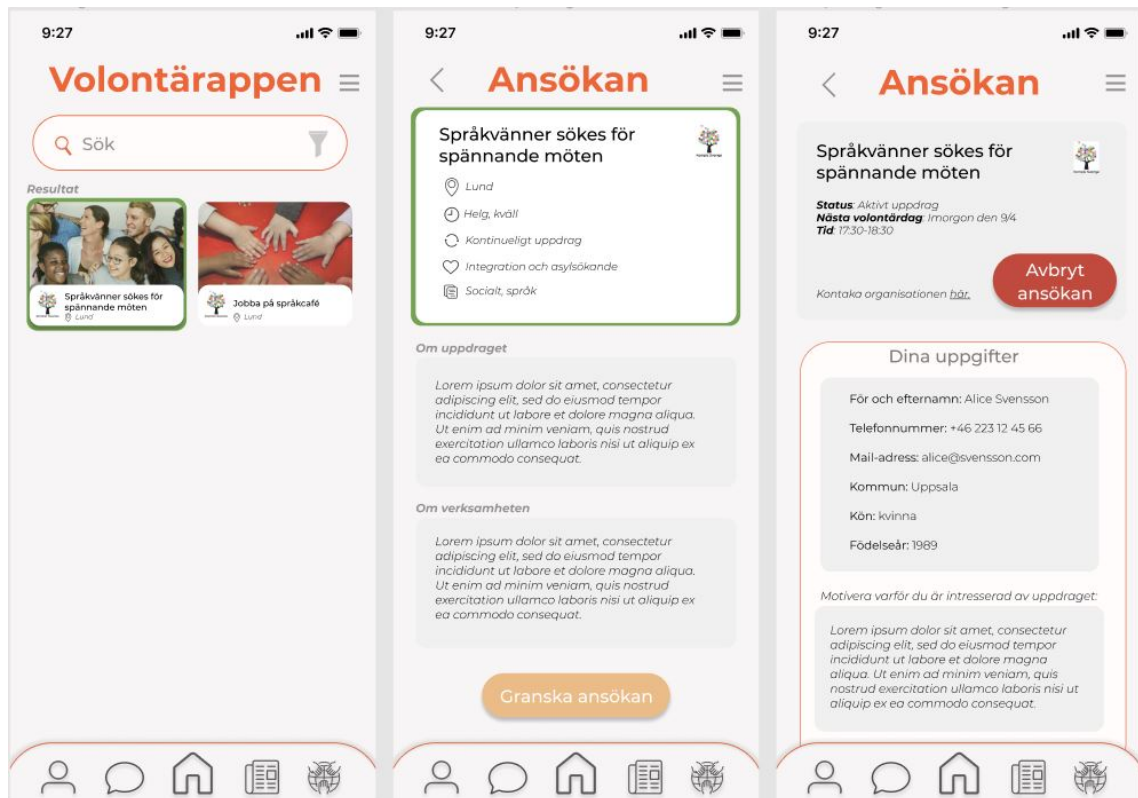 9:27
Volontärappen
Sök
Resultat
Språkvänner sökes för
spännande möten
Lund
Jobba på språkcafé
Lund
9:27
Ansökan
Språkvänner sökes för
spännande möten
Lund
Helg, kväll
Kontinueligt uppdrag
Integration och asylsökande
Socialt, språk
Om uppdraget
Lorem ipsum dolor sit amet, consectetur
adipiscing elit, sed do eiusmod tempor
incididunt ut labore et dolore magna aliqua.
Ut enim ad minim veniam, quis nostrud
exercitation ullamco laboris nisi ut aliquip ex
ea commodo consequat.
Om verksamheten
Lorem ipsum dolor sit amet, consectetur
adipiscing elit, sed do eiusmod tempor
incididunt ut labore et dolore magna aliqua.
Ut enim ad minim veniam, quis nostrud
exercitation ullamco laboris nisi ut aliquip ex
ea commodo consequat.
Granska ansökan
9:27
Ansökan
Språkvänner sökes för
spännande möten
Status: Aktivt uppdrag
Nästa volontärdag: Imorgon den 9/4
Tid: 17:30-18:30
Avbryt
ansökan
Kontaka organisationen här.
Dina uppgifter
För och efternamn: Alice Svensson
Telefonnummer: +46 223 12 45 66
Mail-adress: alice@svensson.com
Kommun: Uppsala
Kön: kvinna
Födelseår: 1989
Motivera varför du är intresserad av uppdraget:
Lorem ipsum dolor sit amet, consectetur
adipiscing elit, sed do eiusmod tempor
incididunt ut labore et dolore magna
aliqua. Ut enim ad minim veniam, quis
nostrud exercitation ullamco laboris nisi ut
aliquip ex ea commodo consequat.